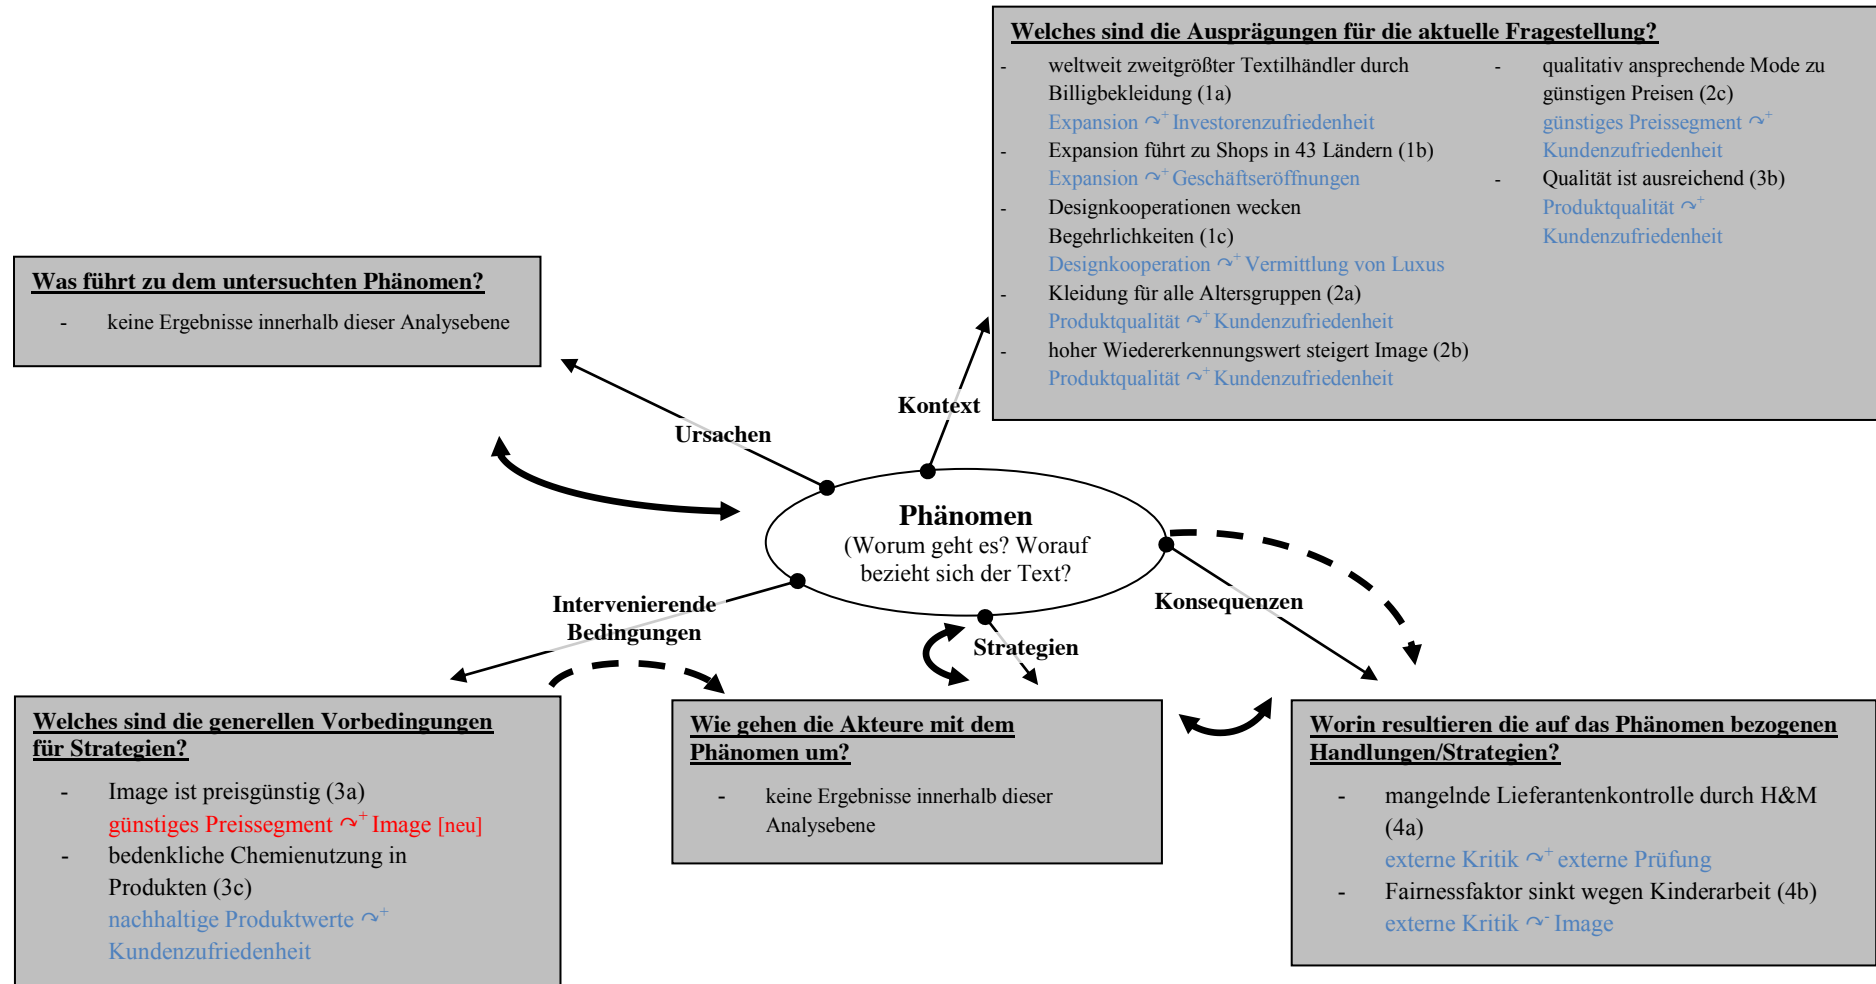 Welches sind die Ausprägungen für die aktuelle Fragestellung?
- weltweit zweitgrößter Textilhändler durch
Billigbekleidung (1a)
Expansion ↷+ Investorenzufriedenheit
- Expansion führt zu Shops in 43 Ländern (1b)
Expansion ↷+ Geschäftseröffnungen
- Designkooperationen wecken
Begehrlichkeiten (1c)
Designkooperation ↷+ Vermittlung von Luxus
- Kleidung für alle Altersgruppen (2a)
Produktqualität ↷+ Kundenzufriedenheit
- hoher Wiedererkennungswert steigert Image (2b)
Produktqualität ↷+ Kundenzufriedenheit
- qualitativ ansprechende Mode zu
günstigen Preisen (2c)
günstiges Preissegment ↷+
Kundenzufriedenheit
- Qualität ist ausreichend (3b)
Produktqualität ↷+
Kundenzufriedenheit
Was führt zu dem untersuchten Phänomen?
- keine Ergebnisse innerhalb dieser Analysebene
Kontext
Ursachen
Phänomen
(Worum geht es? Worauf
bezieht sich der Text?
Intervenierende
Bedingungen
Strategien
Konsequenzen
Welches sind die generellen Vorbedingungen
für Strategien?
- Image ist preisgünstig (3a)
günstiges Preissegment ↷+ Image [neu]
- bedenkliche Chemienutzung in
Produkten (3c)
nachhaltige Produktwerte ↷+
Kundenzufriedenheit
Wie gehen die Akteure mit dem
Phänomen um?
- keine Ergebnisse innerhalb dieser
Analysebene
Worin resultieren die auf das Phänomen bezogenen
Handlungen/Strategien?
- mangelnde Lieferantenkontrolle durch H&M
(4a)
externe Kritik ↷+ externe Prüfung
- Fairnessfaktor sinkt wegen Kinderarbeit (4b)
externe Kritik ↷- Image